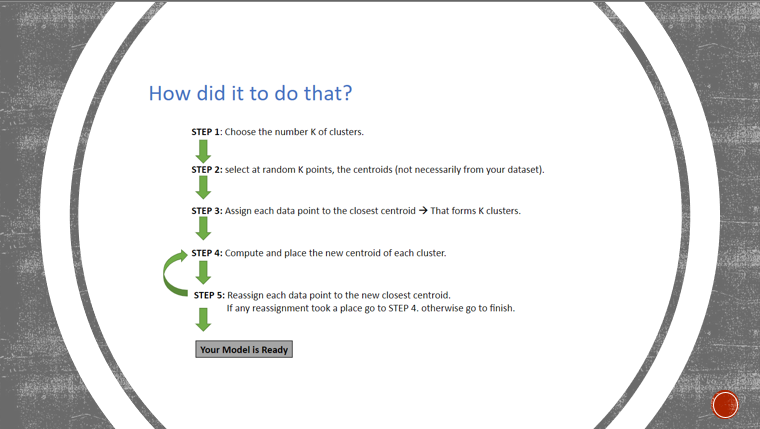 How did it to do that?
STEP 1: Choose the number K of clusters.
STEP 2: select at random K points, the centroids (not necessarily from your dataset).
STEP 3: Assign each data point to the closest centroid → That forms K clusters.
STEP 4: Compute and place the new centroid of each cluster.
STEP 5: Reassign each data point to the new closest centroid.
If any reassignment took a place go to STEP 4. otherwise go to finish.
Your Model is Ready